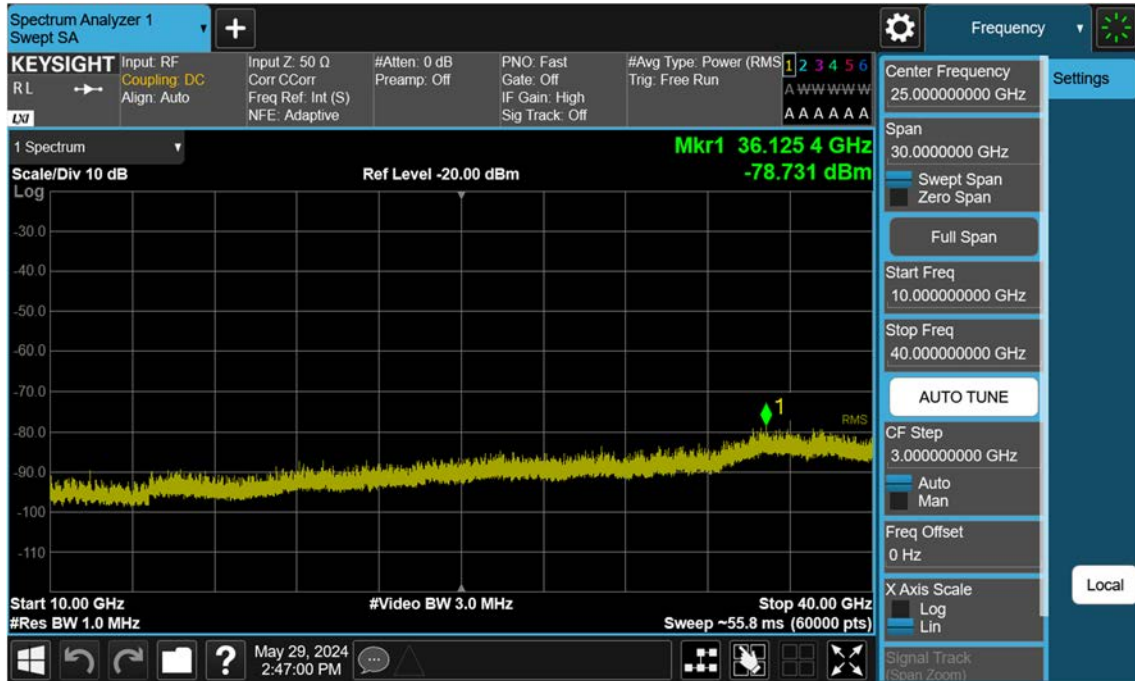 Spectrum Analyzer 1
Swept SA
Frequency
KEYSIGHT
R L
LXI
Input: RF
Coupling: DC
Align: Auto
Input Z: 50 Ω
Corr CCorr
Freq Ref: Int (S)
NFE: Adaptive
#Atten: 0 dB
Preamp: Off
PNO: Fast
Gate: Off
IF Gain: High
Sig Track: Off
#Avg Type: Power (RMS
Trig: Free Run
1 2 3 4 5 6
A W W W W W
A A A A A A
1 Spectrum
Mkr1 36.125 4 GHz
-78.731 dBm
Scale/Div 10 dB
Ref Level -20.00 dBm
Log
-30.0
-40.0
-50.0
-60.0
-70.0
-80.0
-90.0
-100
-110
1
RMS
Start 10.00 GHz
#Video BW 3.0 MHz
Stop 40.00 GHz
#Res BW 1.0 MHz
Sweep ~55.8 ms (60000 pts)
Center Frequency
25.000000000 GHz
Span
30.0000000 GHz
Swept Span
Zero Span
Full Span
Start Freq
10.000000000 GHz
Stop Freq
40.000000000 GHz
AUTO TUNE
CF Step
3.000000000 GHz
Auto
Man
Freq Offset
0 Hz
X Axis Scale
Log
Lin
Signal Track
(Span Zoom)
Settings
Local
?
May 29, 2024
2:47:00 PM